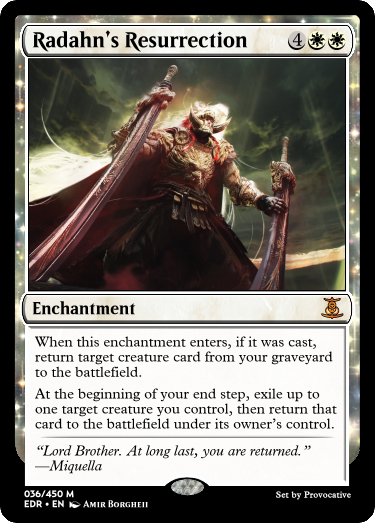 Radahn's Resurrection 4
Enchantment
When this enchantment enters, if it was cast,
return target creature card from your graveyard
to the battlefield.
At the beginning of your end step, exile up to
one target creature you control, then return that
card to the battlefield under its owner's control.
“Lord Brother. At long last, you are returned.”
—Miquella
036/450 M
EDR • EN Amir Borgheii Set by Provocative